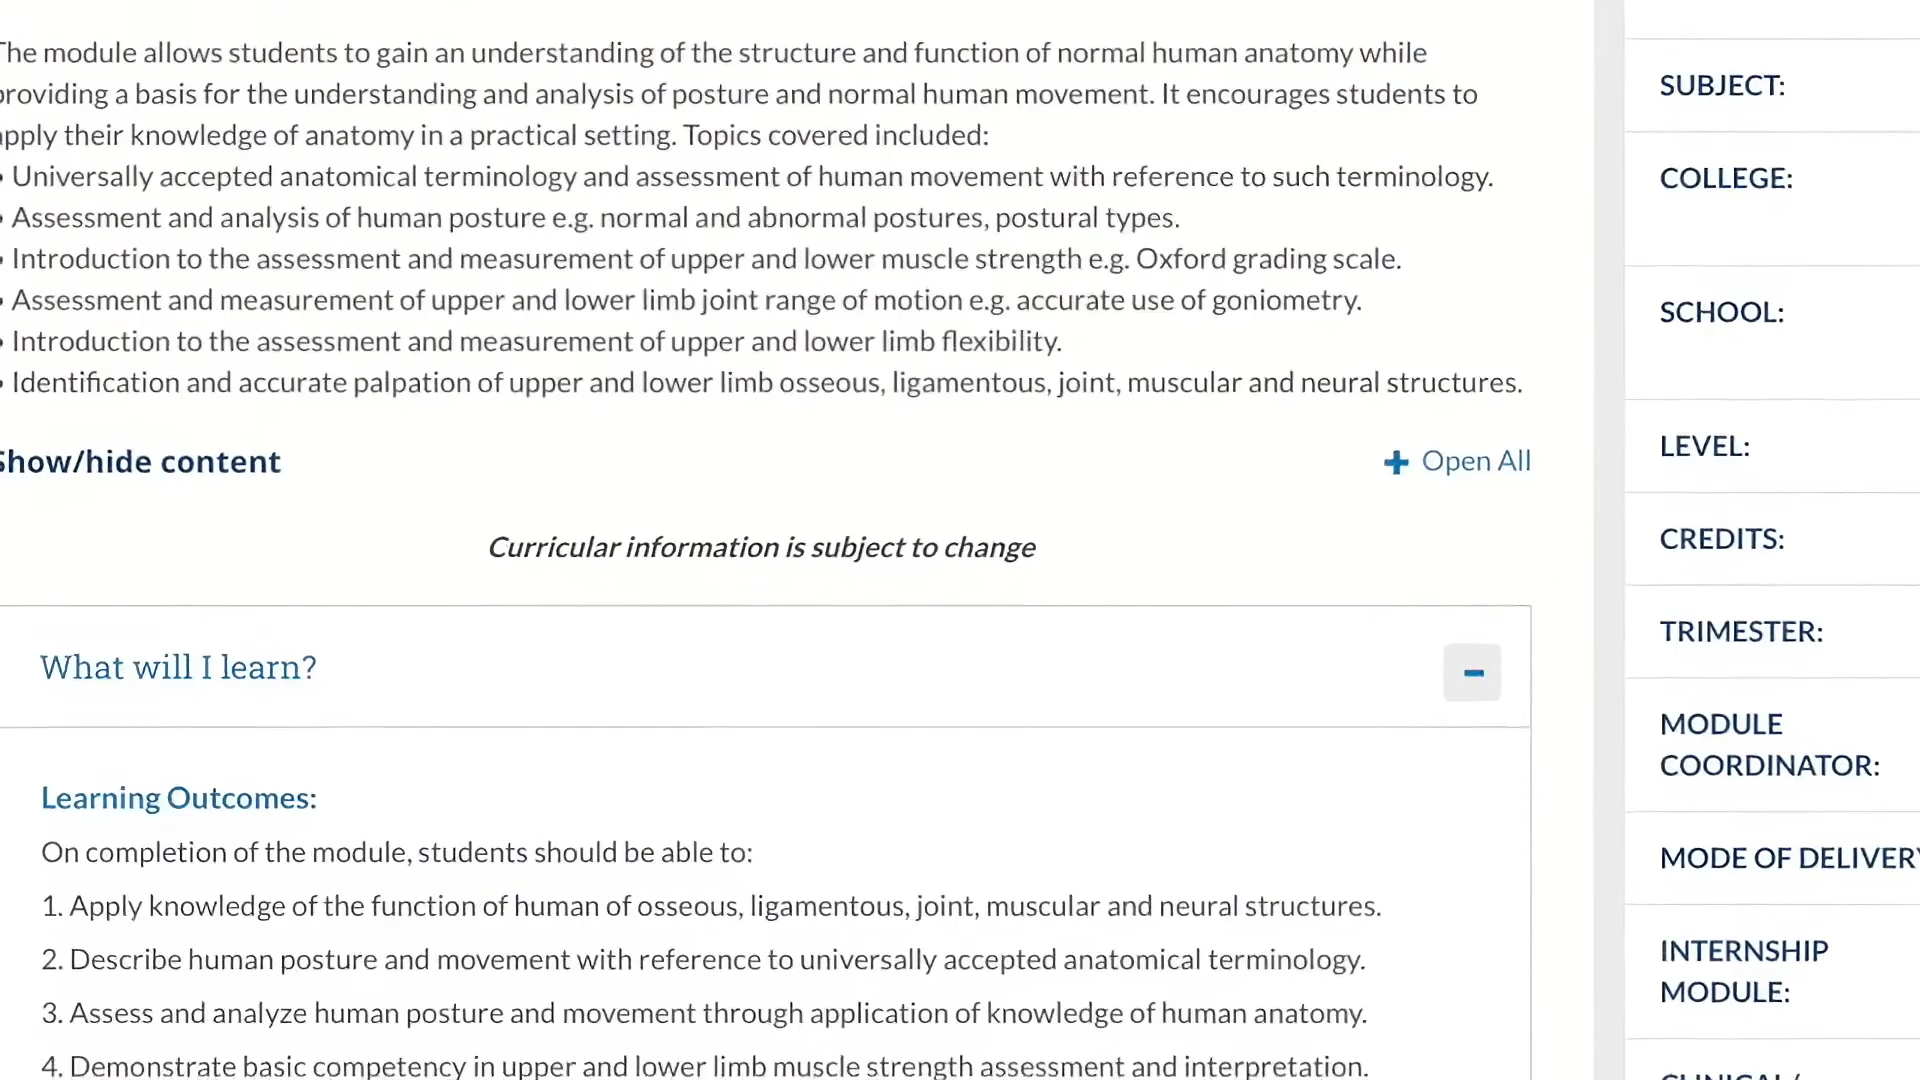 The module allows students to gain an understanding of the structure and function of normal human anatomy while
providing a basis for the understanding and analysis of posture and normal human movement. It encourages students to
apply their knowledge of anatomy in a practical setting. Topics covered included:
• Universally accepted anatomical terminology and assessment of human movement with reference to such terminology.
• Assessment and analysis of human posture e.g. normal and abnormal postures, postural types.
• Introduction to the assessment and measurement of upper and lower muscle strength e.g. Oxford grading scale.
• Assessment and measurement of upper and lower limb joint range of motion e.g. accurate use of goniometry.
• Introduction to the assessment and measurement of upper and lower limb flexibility.
• Identification and accurate palpation of upper and lower limb osseous, ligamentous, joint, muscular and neural structures.
Show/hide content
+ Open All
Curricular information is subject to change
What will I learn?
Learning Outcomes:
On completion of the module, students should be able to:
1. Apply knowledge of the function of human of osseous, ligamentous, joint, muscular and neural structures.
2. Describe human posture and movement with reference to universally accepted anatomical terminology.
3. Assess and analyze human posture and movement through application of knowledge of human anatomy.
4. Demonstrate basic competency in upper and lower limb muscle strength assessment and interpretation.
SUBJECT:
COLLEGE:
SCHOOL:
LEVEL:
CREDITS:
TRIMESTER:
MODULE
COORDINATOR:
MODE OF DELIVERY
INTERNSHIP
MODULE:
CLINICAL/